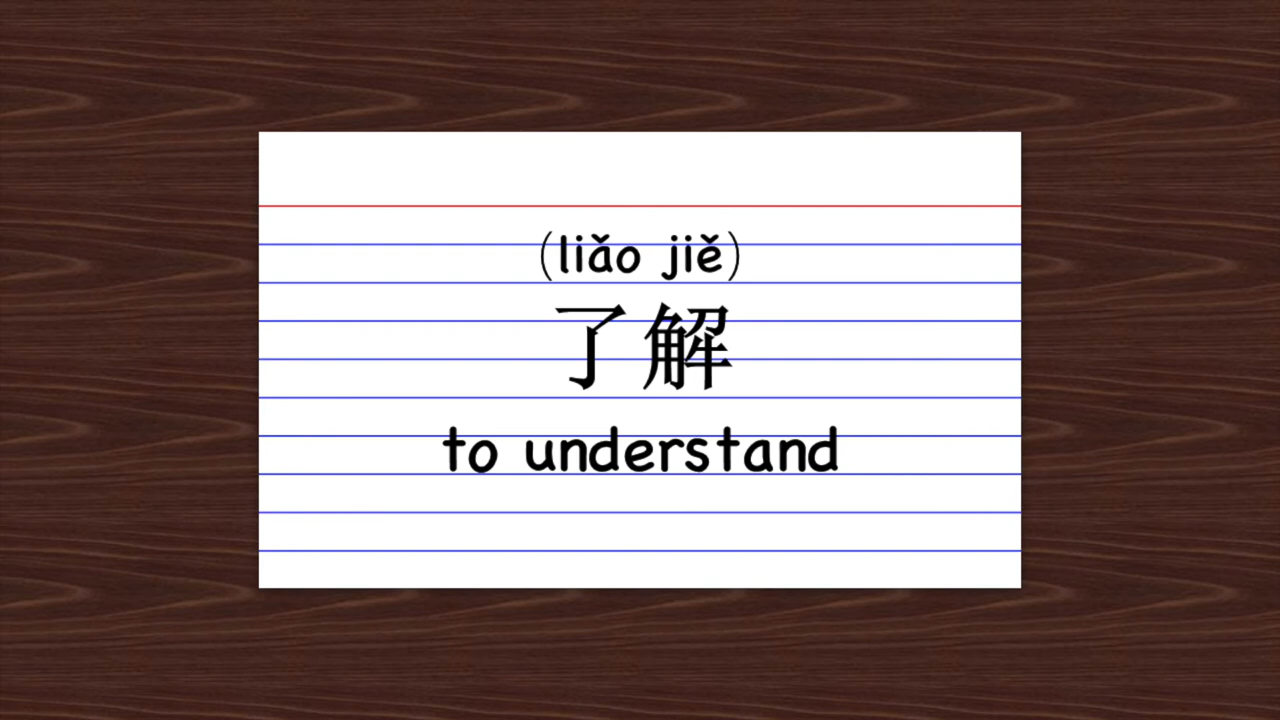 (liǎo jiě)
了解
to understand